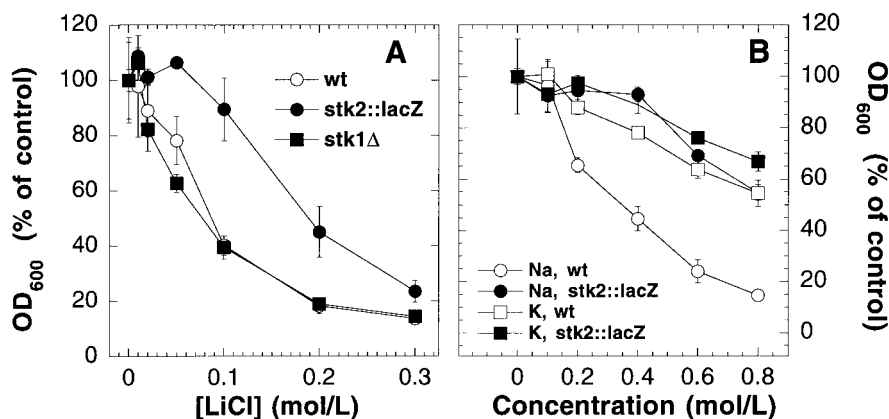 A
B
OD600 (% of control)
120
100
80
60
40
20
0
0
0.1
0.2
0.3
[LiCl] (mol/L)
wt
stk2::lacZ
stk1Δ
0
0.2
0.4
0.6
0.8
Concentration (mol/L)
Na, wt
Na, stk2::lacZ
K, wt
K, stk2::lacZ
120
100
80
60
40
20
0
OD600 (% of control)